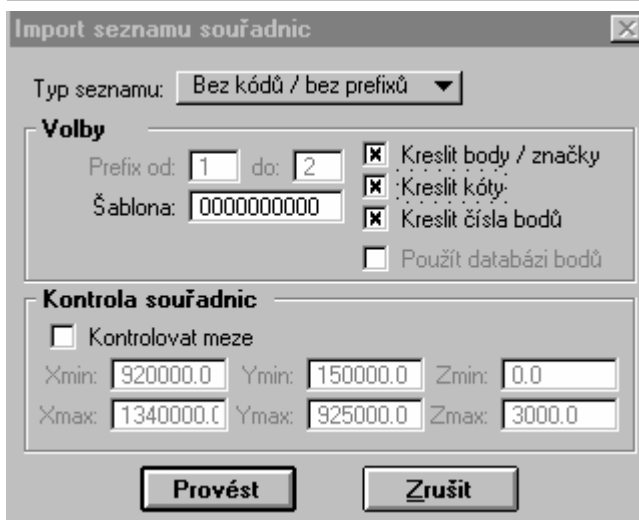 Import seznamu souřadnic
Typ seznamu: Bez kódů / bez prefixů
Volby
Prefix od: 1 do: 2
Kreslit body / značky
Šablona: 0000000000
Kreslit kóty
Kreslit čísla bodů
Použít databázi bodů
Kontrola souřadnic
Kontrolovat meze
Xmin: 920000.0 Ymin: 150000.0 Zmin: 0.0
Xmax: 1340000.0 Ymax: 925000.0 Zmax: 3000.0
Provést Zrušit